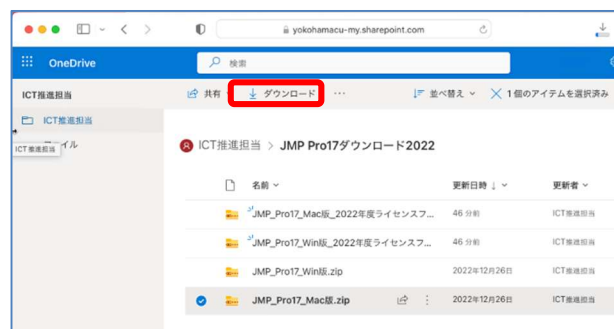 yokohamacu-my.sharepoint.com
OneDrive
検索
ICT推進担当
共有
ダウンロード
並べ替え
1個のアイテムを選択済み
ICT推進担当
ICT推進担当
ICT推進担当 > JMP Pro17ダウンロード2022
名前
更新日時
更新者
JMP_Pro17_Mac版_2022年度ライセンスフ...
46 分前
ICT推進担当
JMP_Pro17_Win版_2022年度ライセンスフ...
46 分前
ICT推進担当
JMP_Pro17_Win版.zip
2022年12月26日
ICT推進担当
JMP_Pro17_Mac版.zip
2022年12月26日
ICT推進担当